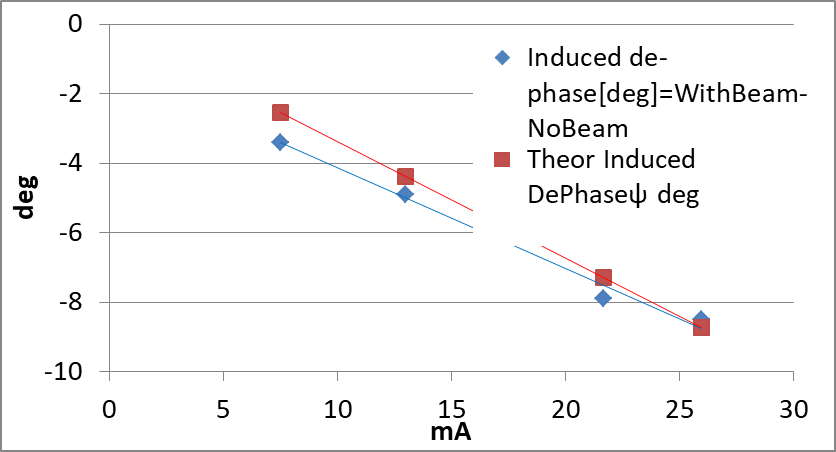 0
-2
-4
-6
-8
-10
deg
Induced de-
phase[deg]=WithBeam-
NoBeam
Theor Induced
DePhaseψ deg
0 5 10 15 20 25 30
mA